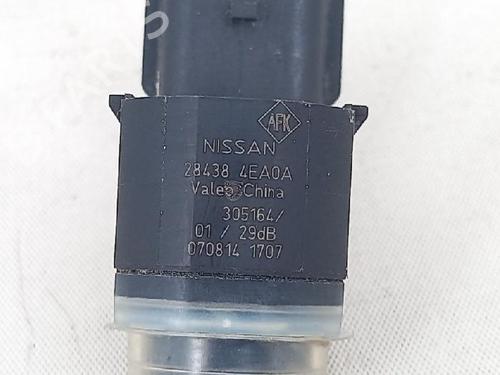 AFK
NISSAN
28438 4EA0A
Valeo China
305164/
01 / 29dB
070814 1707